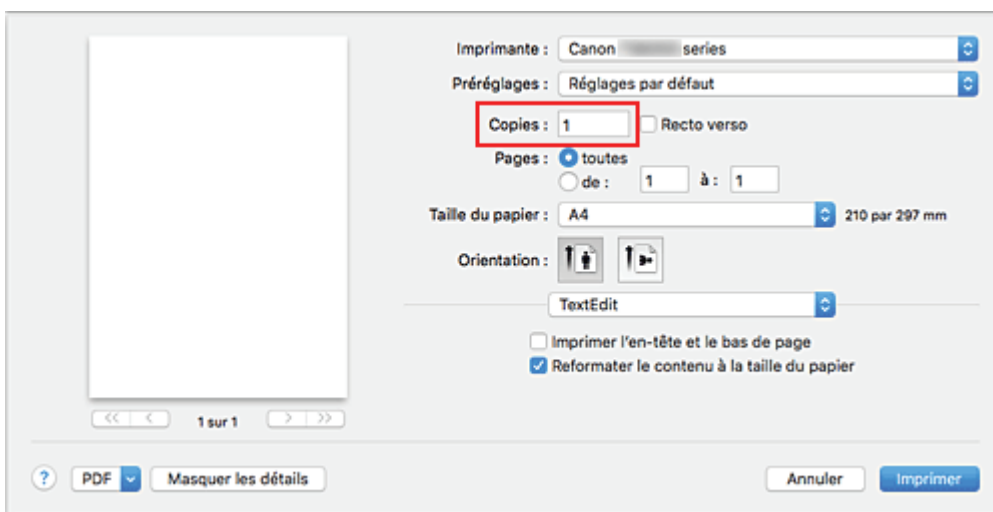 Imprimante : Canon series
Préréglages : Réglages par défaut
Copies : 1 Recto verso
Pages : toutes
de : 1 à : 1
Taille du papier : A4 210 par 297 mm
Orientation :
TextEdit
Imprimer l'en-tête et le bas de page
Reformater le contenu à la taille du papier
<< < 1 sur 1 > >>
? PDF Masquer les détails Annuler Imprimer